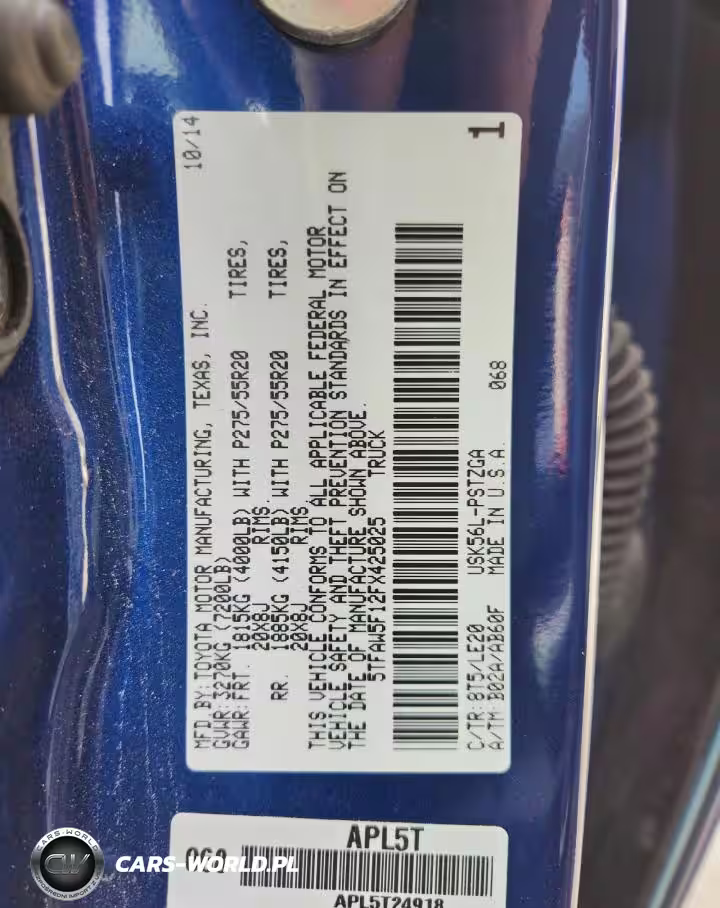 10/14
1
MFD.BY:TOYOTA MOTOR MANUFACTURING, TEXAS, INC.
GVWR:3270KG (7200LB)
GAWR:FRT. 1815KG (4000LB) WITH P275/55R20 TIRES,
20X8J RIMS.
RR. 1885KG (4150LB) WITH P275/55R20 TIRES,
20X8J RIMS.
THIS VEHICLE CONFORMS TO ALL APPLICABLE FEDERAL MOTOR
VEHICLE SAFETY AND THEFT PREVENTION STANDARDS IN EFFECT ON
THE DATE OF MANUFACTURE SHOWN ABOVE.
5TFAW5F12FX425025 TRUCK
C/TR:8T5/LE20 USK56L-PSTZGA 068
A/TM:B02A/AB60F MADE IN U.S.A.
APL5T
APL5T24918
CARS-WORLD
CW
CARS-WORLD.PL